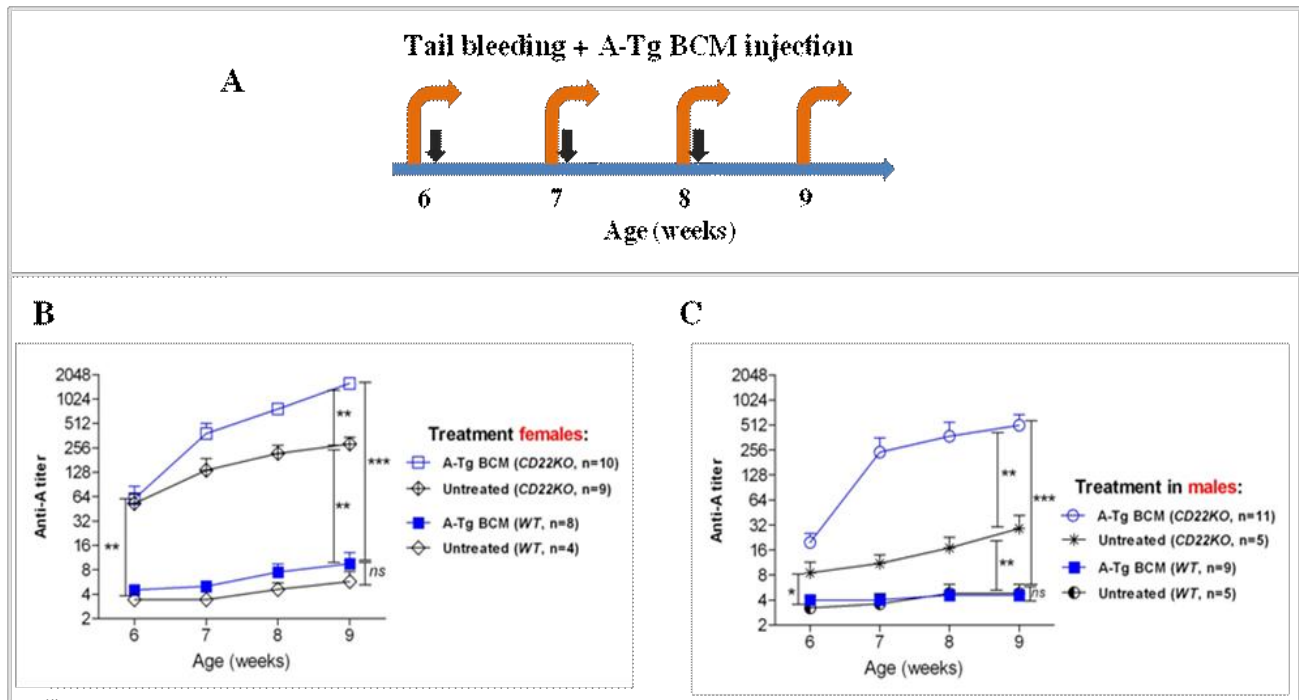 Tail bleeding + A-Tg BCM injection
A
6 7 8 9
Age (weeks)
B
2048
1024
512
256
128
64
32
16
8
4
2
Anti-A titer
6 7 8 9
Age (weeks)
**
**
**
***
ns
Treatment females:
A-Tg BCM (CD22KO, n=10)
Untreated (CD22KO, n=9)
A-Tg BCM (WT, n=8)
Untreated (WT, n=4)
C
2048
1024
512
256
128
64
32
16
8
4
2
Anti-A titer
6 7 8 9
Age (weeks)
*
**
**
***
ns
Treatment in males:
A-Tg BCM (CD22KO, n=11)
Untreated (CD22KO, n=5)
A-Tg BCM (WT, n=9)
Untreated (WT, n=5)